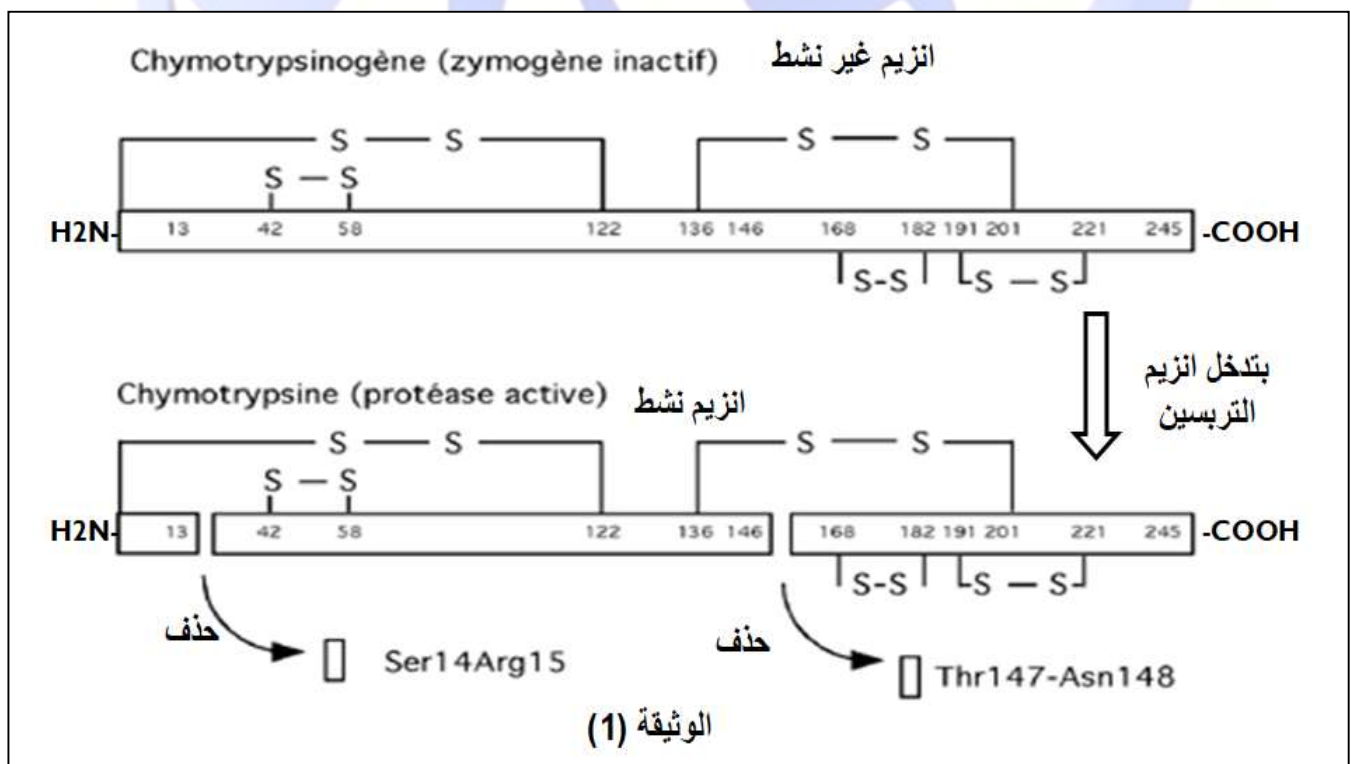 Chymotrypsinogène (zymogène inactif) انزيم غير نشط
S S S S
S – S
H2N- 13 42 58 122 136 146 168 182 191 201 221 245 -COOH
S-S S – S
بتدخل انزيم
التربسين
Chymotrypsine (protéase active) انزيم نشط
S S S S
S – S
H2N- 13 42 58 122 136 146 168 182 191 201 221 245 -COOH
S-S S – S
حذف Ser14Arg15 حذف Thr147-Asn148
الوثيقة (1)